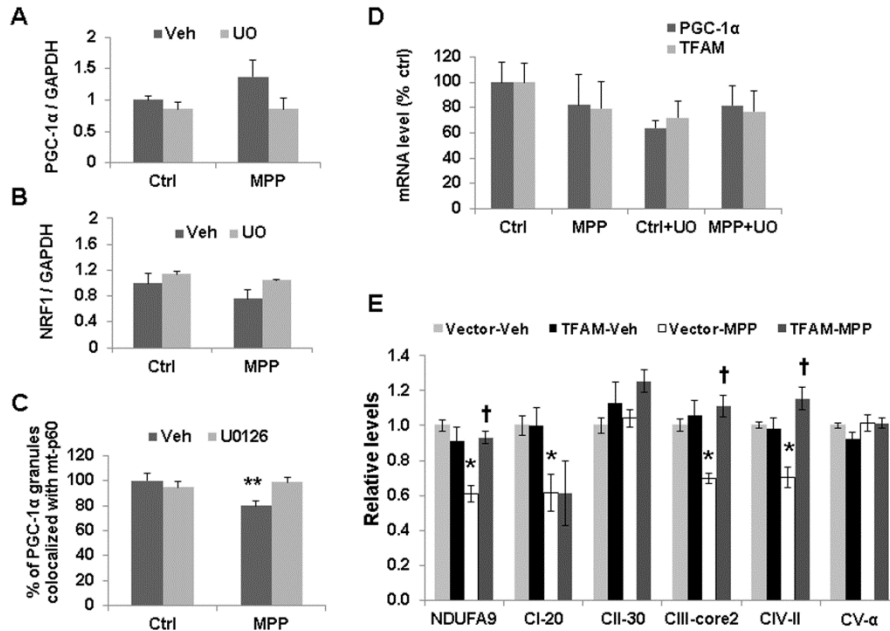 A
Veh UO
PGC-1α / GAPDH
2
1.5
1
0.5
0
Ctrl MPP
B
Veh UO
NRF1 / GAPDH
2
1.6
1.2
0.8
0.4
0
Ctrl MPP
C
Veh U0126
% of PGC-1α granules
colocalized with mt-p60
120
100
80
60
40
20
0
**
Ctrl MPP
D
PGC-1α
TFAM
mRNA level (% ctrl)
120
100
80
60
40
20
0
Ctrl MPP Ctrl+UO MPP+UO
E
Vector-Veh TFAM-Veh Vector-MPP TFAM-MPP
Relative levels
1.4
1.2
1.0
0.8
0.6
0.4
0.2
0.0
* † * * † * †
NDUFA9 CI-20 CII-30 CIII-core2 CIV-II CV-α